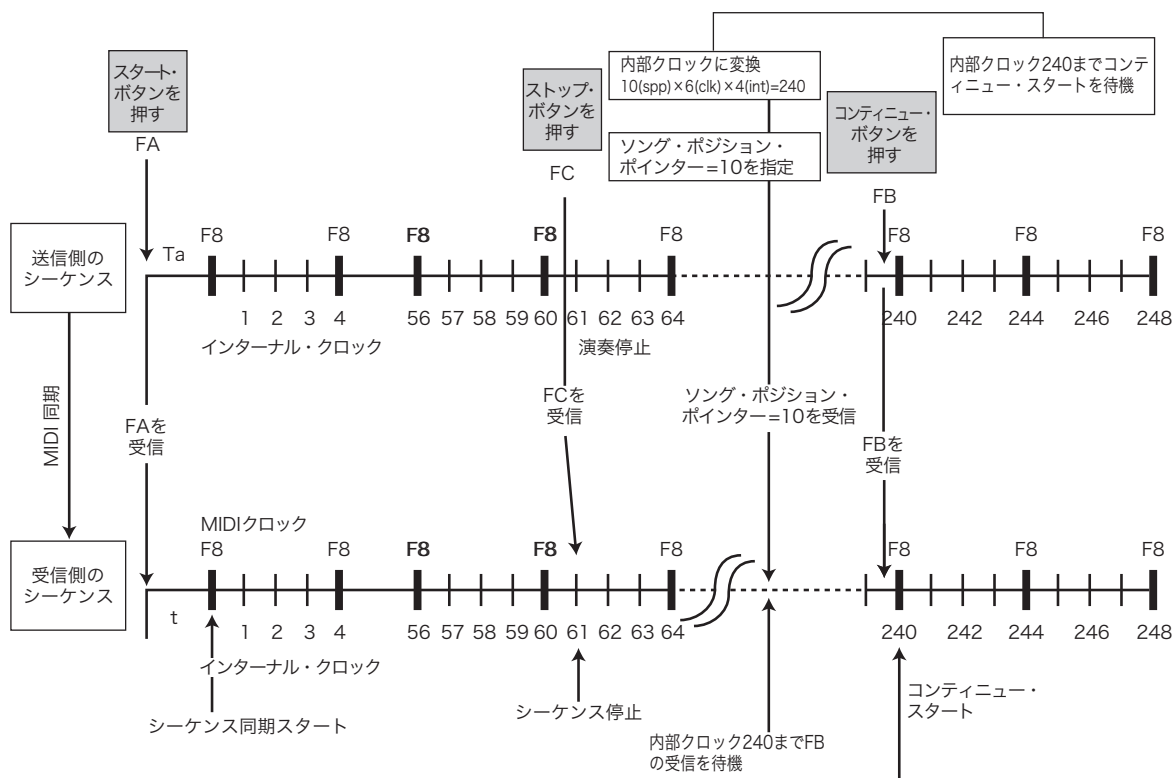 スタート・
ボタンを
押す
FA
ストップ・
ボタンを
押す
FC
内部クロックに変換
10(spp)×6(clk)×4(int)=240
ソング・ポジション・
ポインター=10を指定
内部クロック240までコンテ
ィニュー・スタートを待機
コンティニュー・
ボタンを
押す
FB
送信側の
シーケンス
Ta
F8 F8 F8 F8 F8 F8 F8 F8
1 2 3 4 56 57 58 59 60 61 62 63 64 240 242 244 246 248
インターナル・クロック
演奏停止
MIDI 同期
FAを
受信
FCを
受信
ソング・ポジション・
ポインター=10を受信
FBを
受信
MIDIクロック
受信側の
シーケンス
t
F8 F8 F8 F8 F8 F8 F8 F8
1 2 3 4 56 57 58 59 60 61 62 63 64 240 242 244 246 248
インターナル・クロック
シーケンス同期スタート
シーケンス停止
内部クロック240までFB
の受信を待機
コンティニュー・
スタート